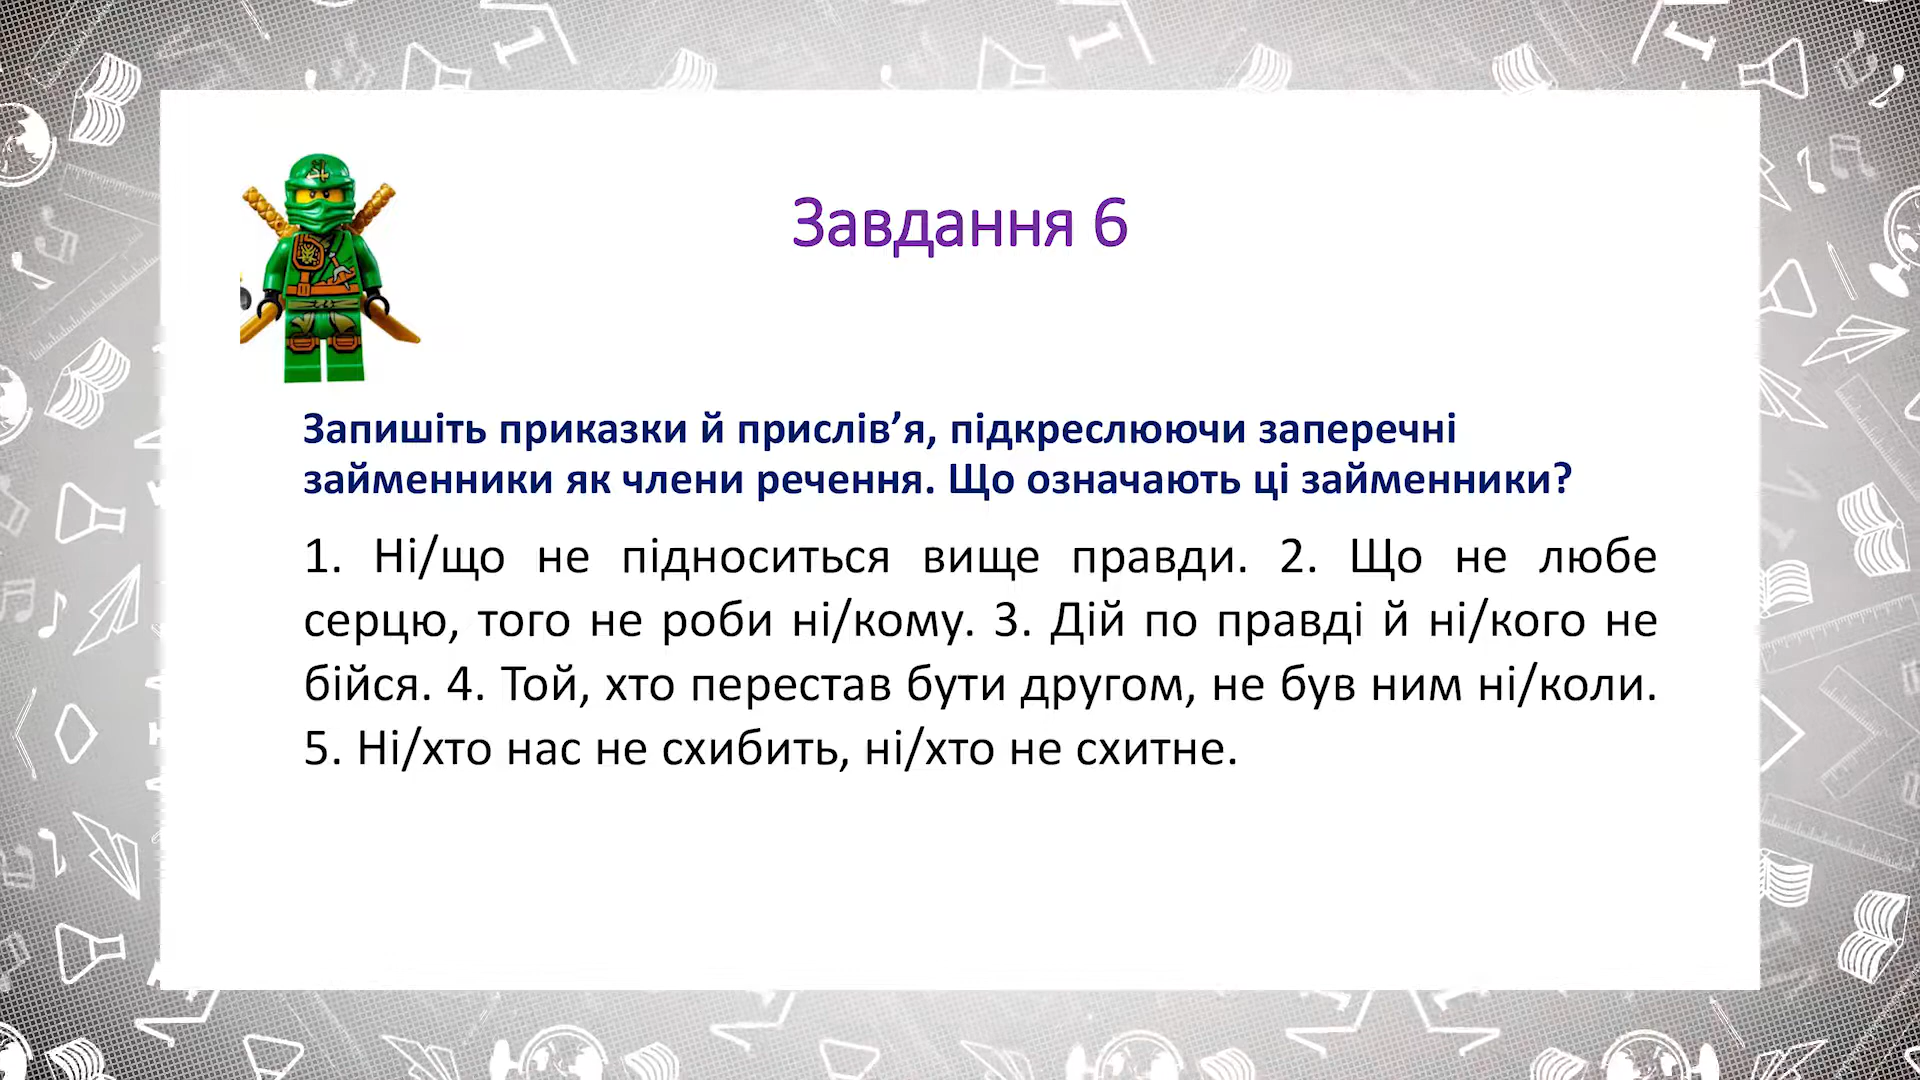 Завдання 6
Запишіть приказки й прислів’я, підкреслюючи заперечні
займенники як члени речення. Що означають ці займенники?
1. Ні/що не підноситься вище правди. 2. Що не любе
серцю, того не роби ні/кому. 3. Дій по правді й ні/кого не
бійся. 4. Той, хто перестав бути другом, не був ним ні/коли.
5. Ні/хто нас не схибить, ні/хто не схитне.